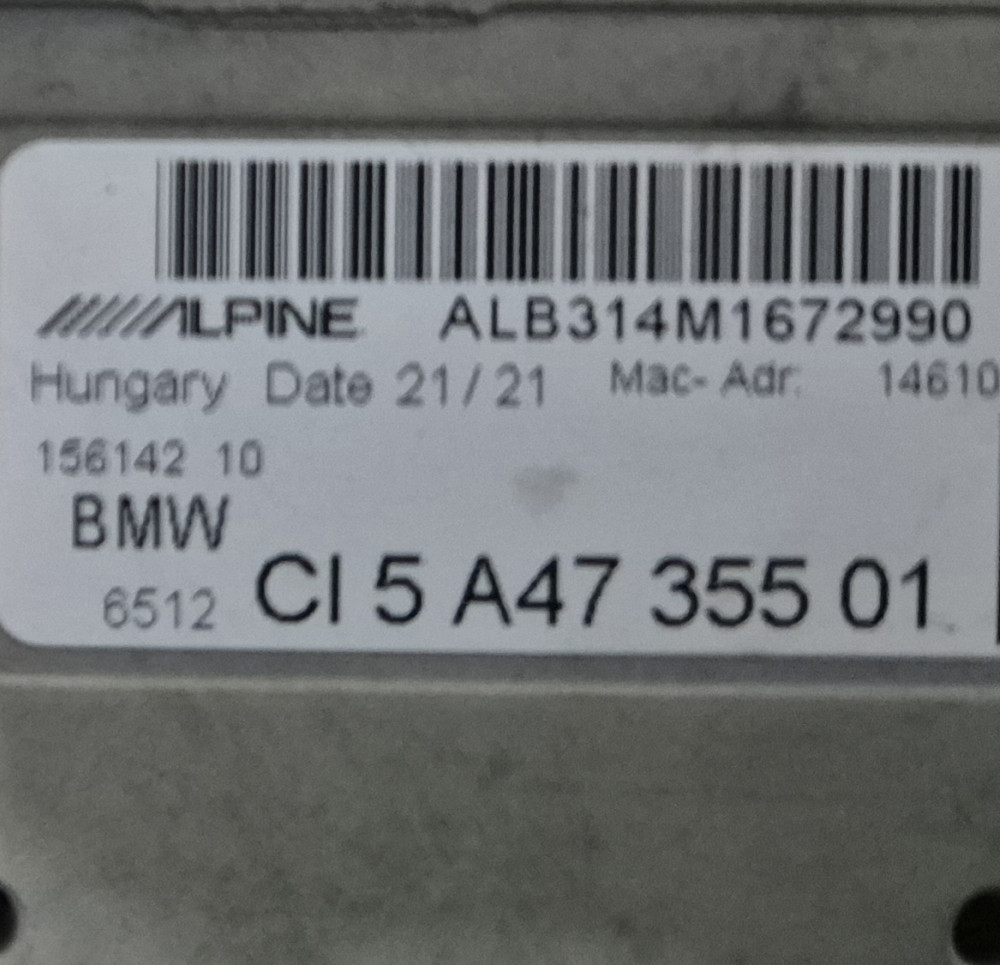 ALPINE ALB314M1672990
Hungary Date 21/21 Mac-Adr: 14610
156142 10
BMW
6512 CI 5 A47 355 01